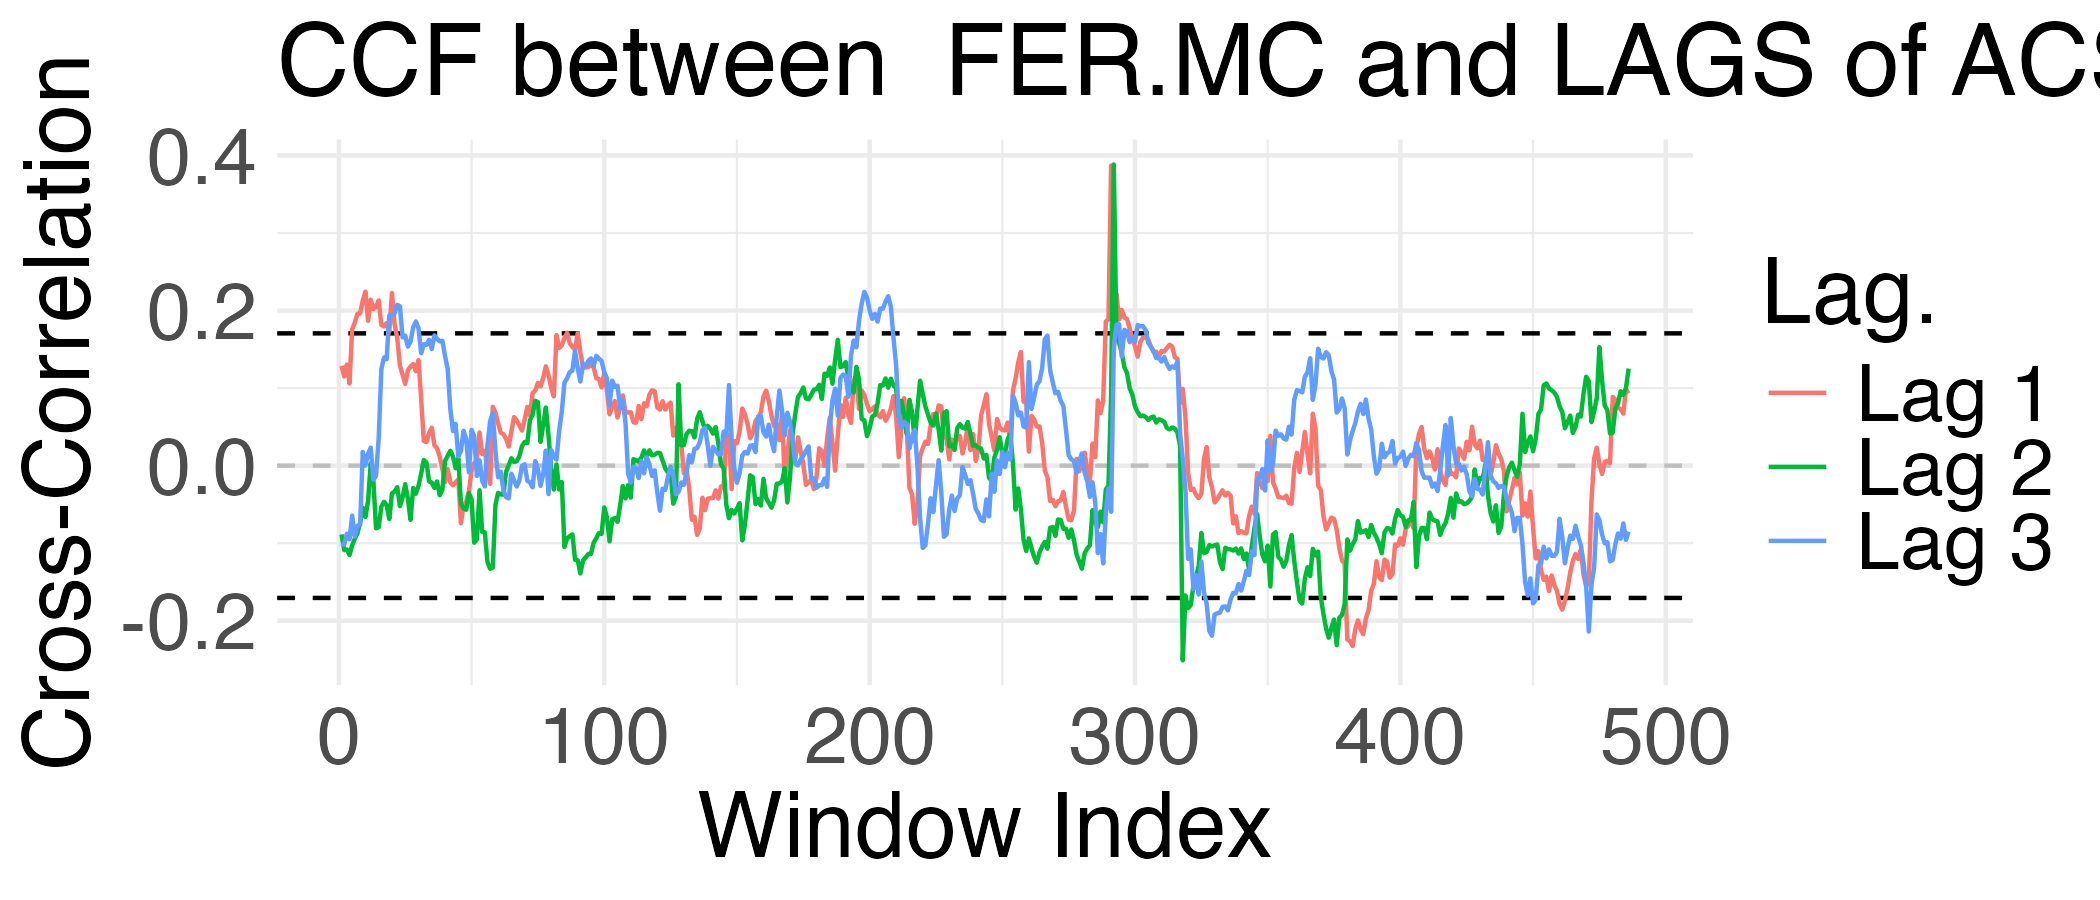 CCF between  FER.MC and LAGS of
Cross-Correlation
0.4
0.2
0.0
-0.2
0 100 200 300 400 500
Window Index
Lag.
Lag 1
Lag 2
Lag 3